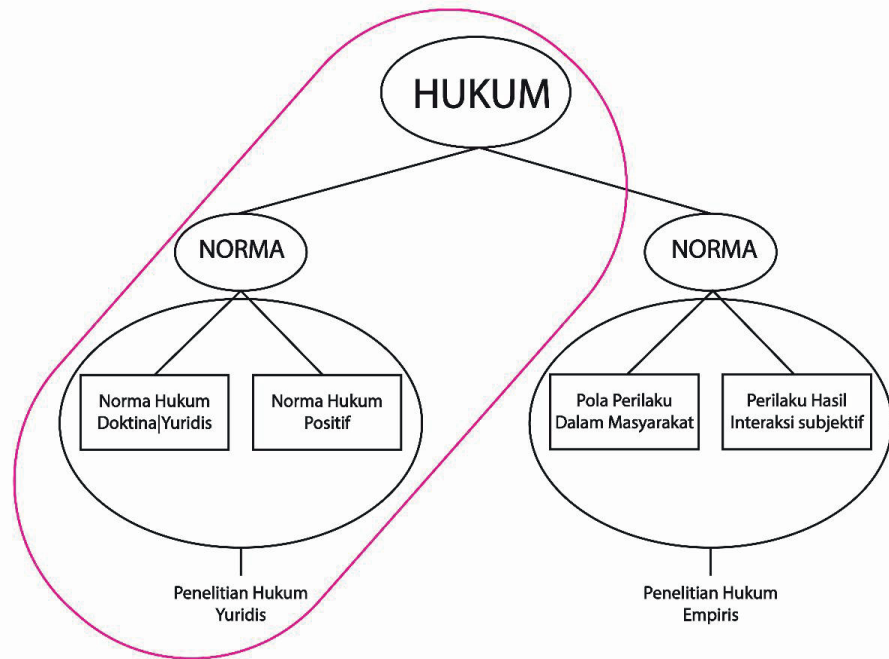 HUKUM
NORMA
NORMA
Norma Hukum
Doktina|Yuridis
Norma Hukum
Positif
Pola Perilaku
Dalam Masyarakat
Perilaku Hasil
Interaksi subjektif
Penelitian Hukum
Yuridis
Penelitian Hukum
Empiris